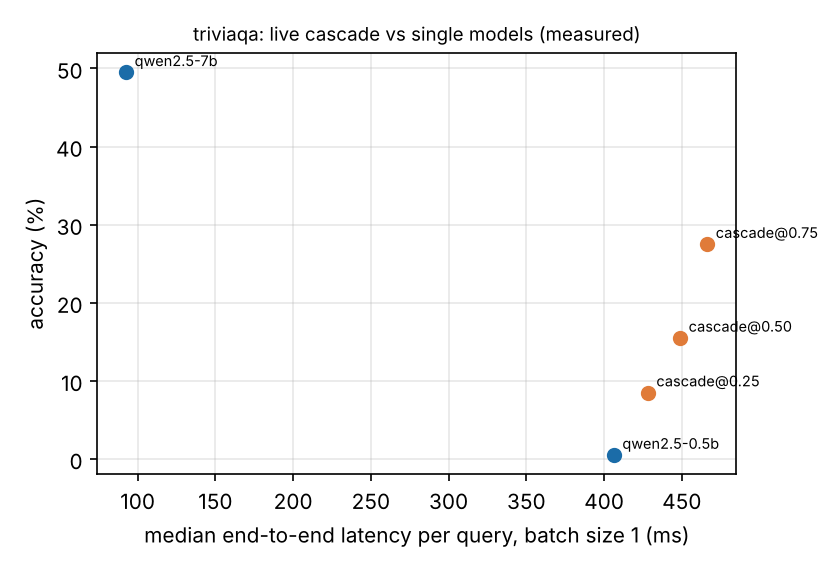 triviaqa: live cascade vs single models (measured)
qwen2.5-7b
50
40
30
20
10
0
accuracy (%)
cascade@0.75
cascade@0.50
cascade@0.25
qwen2.5-0.5b
100 150 200 250 300 350 400 450
median end-to-end latency per query, batch size 1 (ms)